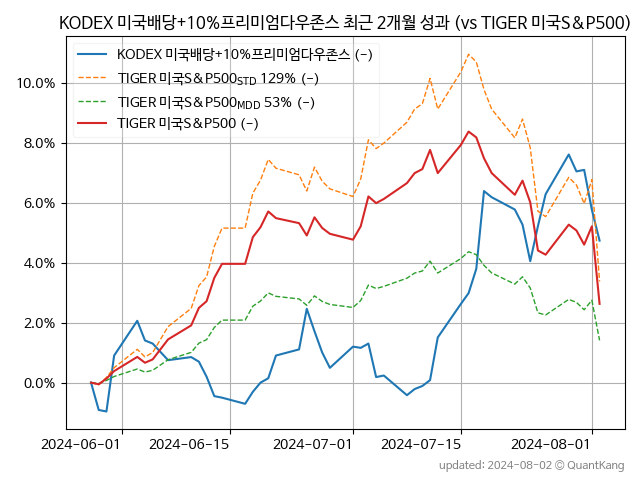 KODEX 미국배당+10%프리미엄다우존스 최근 2개월 성과 (vs TIGER 미국S&P500)
KODEX 미국배당+10%프리미엄다우존스 (-)
TIGER 미국S&P500STD 129% (-)
TIGER 미국S&P500MDD 53% (-)
TIGER 미국S&P500 (-)
10.0%
8.0%
6.0%
4.0%
2.0%
0.0%
2024-06-01 2024-06-15 2024-07-01 2024-07-15 2024-08-01
updated: 2024-08-02 © QuantKang